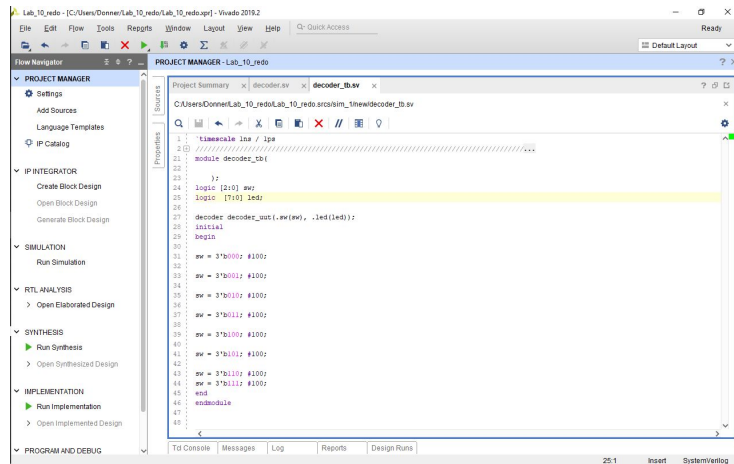 Lab_10_redo - [C:/Users/Donner/Lab_10_redo/Lab_10_redo.xpr] - Vivado 2019.2
File Edit Flow Tools Reports Window Layout View Help Q- Quick Access Ready
Default Layout
Flow Navigator
PROJECT MANAGER - Lab_10_redo
PROJECT MANAGER
Settings
Add Sources
Language Templates
IP Catalog
IP INTEGRATOR
Create Block Design
Open Block Design
Generate Block Design
SIMULATION
Run Simulation
RTL ANALYSIS
Open Elaborated Design
SYNTHESIS
Run Synthesis
Open Synthesized Design
IMPLEMENTATION
Run Implementation
Open Implemented Design
PROGRAM AND DEBUG
Sources
Properties
Project Summary decoder.sv decoder_tb.sv
C:/Users/Donner/Lab_10_redo/Lab_10_redo.srcs/sim_1/new/decoder_tb.sv
1 `timescale 1ns / 1ps
2 //////////////////////////////////////////////////////////////////////////////////...
21 module decoder_tb(
22
23 );
24 logic [2:0] sw;
25 logic [7:0] led;
26
27 decoder decoder_uut(.sw(sw), .led(led));
28 initial
29 begin
30
31 sw = 3'b000; #100;
32
33 sw = 3'b001; #100;
34
35 sw = 3'b010; #100;
36
37 sw = 3'b011; #100;
38
39 sw = 3'b100; #100;
40
41 sw = 3'b101; #100;
42
43 sw = 3'b110; #100;
44 sw = 3'b111; #100;
45 end
46 endmodule
47
48
Tcl Console Messages Log Reports Design Runs
25:1 Insert SystemVerilog